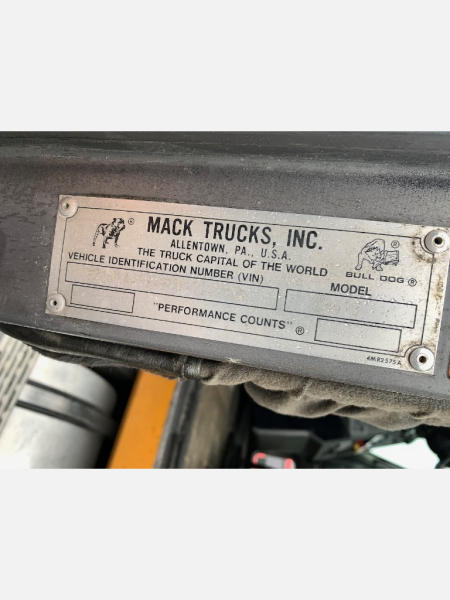 MACK TRUCKS, INC.
ALLENTOWN, PA., U.S.A.
THE TRUCK CAPITAL OF THE WORLD
BULL DOG ®
VEHICLE IDENTIFICATION NUMBER (VIN)
MODEL
"PERFORMANCE COUNTS" ®